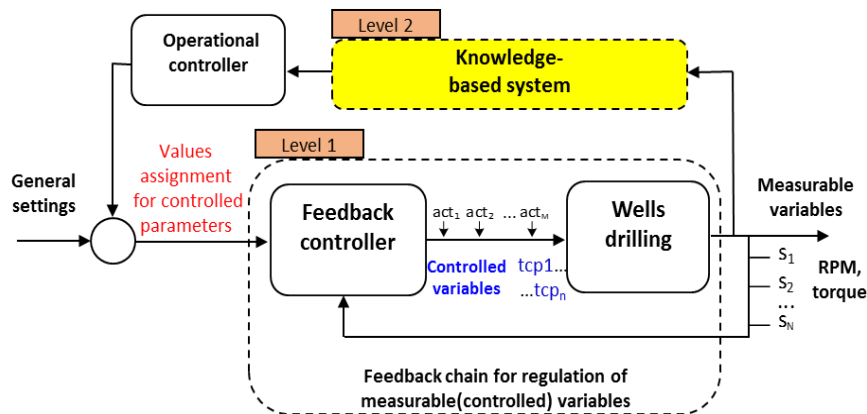 Level 2
Operational
controller
Knowledge-
based system
Level 1
Values
assignment
for controlled
parameters
General
settings
Feedback
controller
act₁ act₂ ... act_M
Controlled
variables
tcp1...
...tcpₙ
Wells
drilling
Measurable
variables
RPM,
torque
S₁
S₂
...
S_N
Feedback chain for regulation of
measurable(controlled) variables